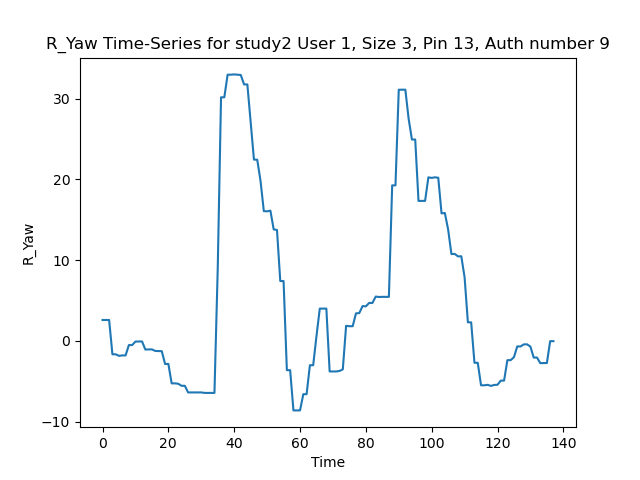 R_Yaw Time-Series for study2 User 1, Size 3, Pin 13, Auth number 9
R_Yaw
30
20
10
0
−10
0 20 40 60 80 100 120 140
Time